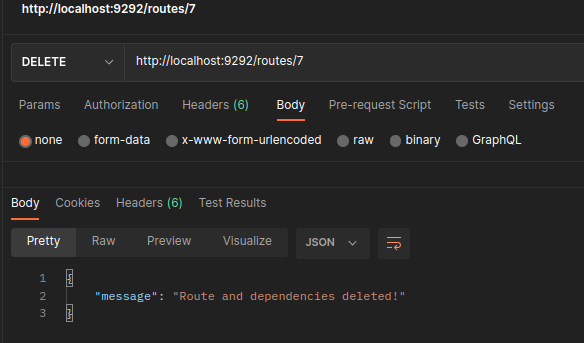 http://localhost:9292/routes/7
DELETE http://localhost:9292/routes/7
Params Authorization Headers (6) Body Pre-request Script Tests Settings
none form-data x-www-form-urlencoded raw binary GraphQL
Body Cookies Headers (6) Test Results
Pretty Raw Preview Visualize JSON
1 {
2 "message": "Route and dependencies deleted!"
3 }